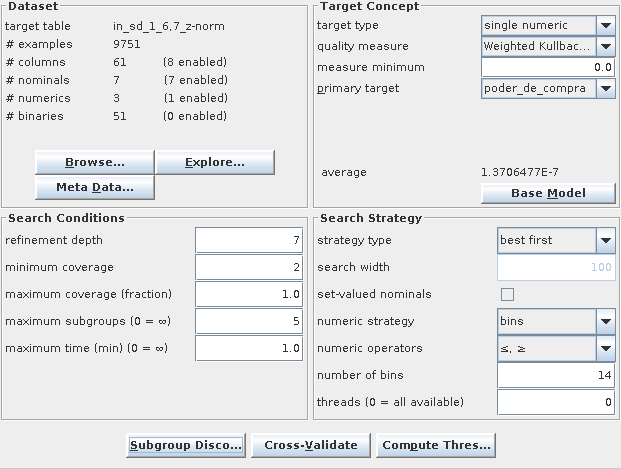 Dataset
target table in_sd_1_6,7_z-norm
# examples 9751
# columns 61 (8 enabled)
# nominals 7 (7 enabled)
# numerics 3 (1 enabled)
# binaries 51 (0 enabled)
Browse... Explore...
Meta Data...
Target Concept
target type single numeric
quality measure Weighted Kullbac...
measure minimum 0.0
primary target poder_de_compra
average 1.3706477E-7
Base Model
Search Conditions
refinement depth 7
minimum coverage 2
maximum coverage (fraction) 1.0
maximum subgroups (0 = ∞) 5
maximum time (min) (0 = ∞) 1.0
Search Strategy
strategy type best first
search width 100
set-valued nominals
numeric strategy bins
numeric operators ≤, ≥
number of bins 14
threads (0 = all available) 0
Subgroup Disco... Cross-Validate Compute Thres...